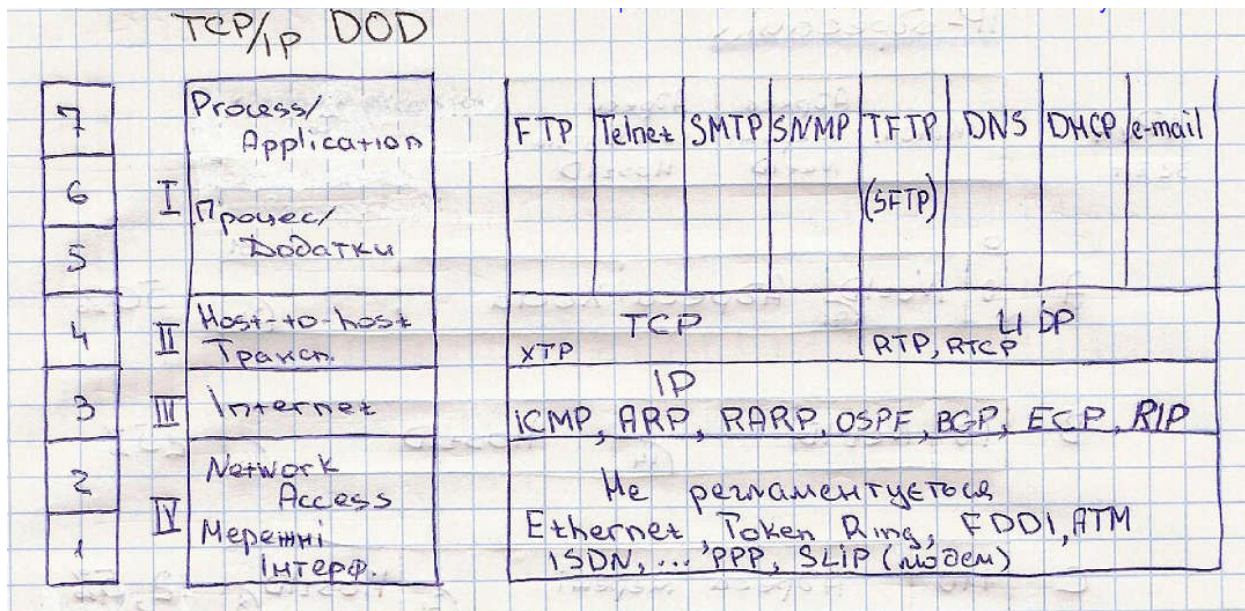 TCP/IP DOD
7
6
5
4
3
2
1
I
II
III
IV
Process/
Application
Процес/
Додатки
Host-to-host
Трансп.
Internet
Network
Access
Мережні
Інтерф.
FTP Telnet SMTP SNMP TFTP DNS DHCP e-mail
(SFTP)
TCP UDP
XTP RTP, RTCP
IP
ICMP, ARP, RARP, OSPF, BGP, ECP, RIP
Не регламентується
Ethernet, Token Ring, FDDI, ATM
ISDN, ... PPP, SLIP (модем)